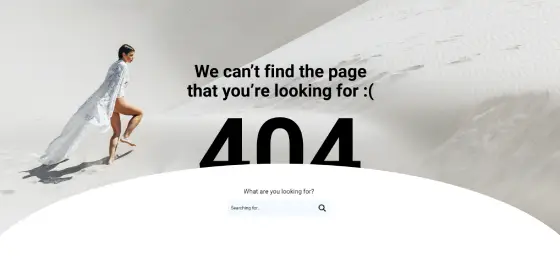 We can't find the page
that you're looking for :(
404
What are you looking for?
Searching for..